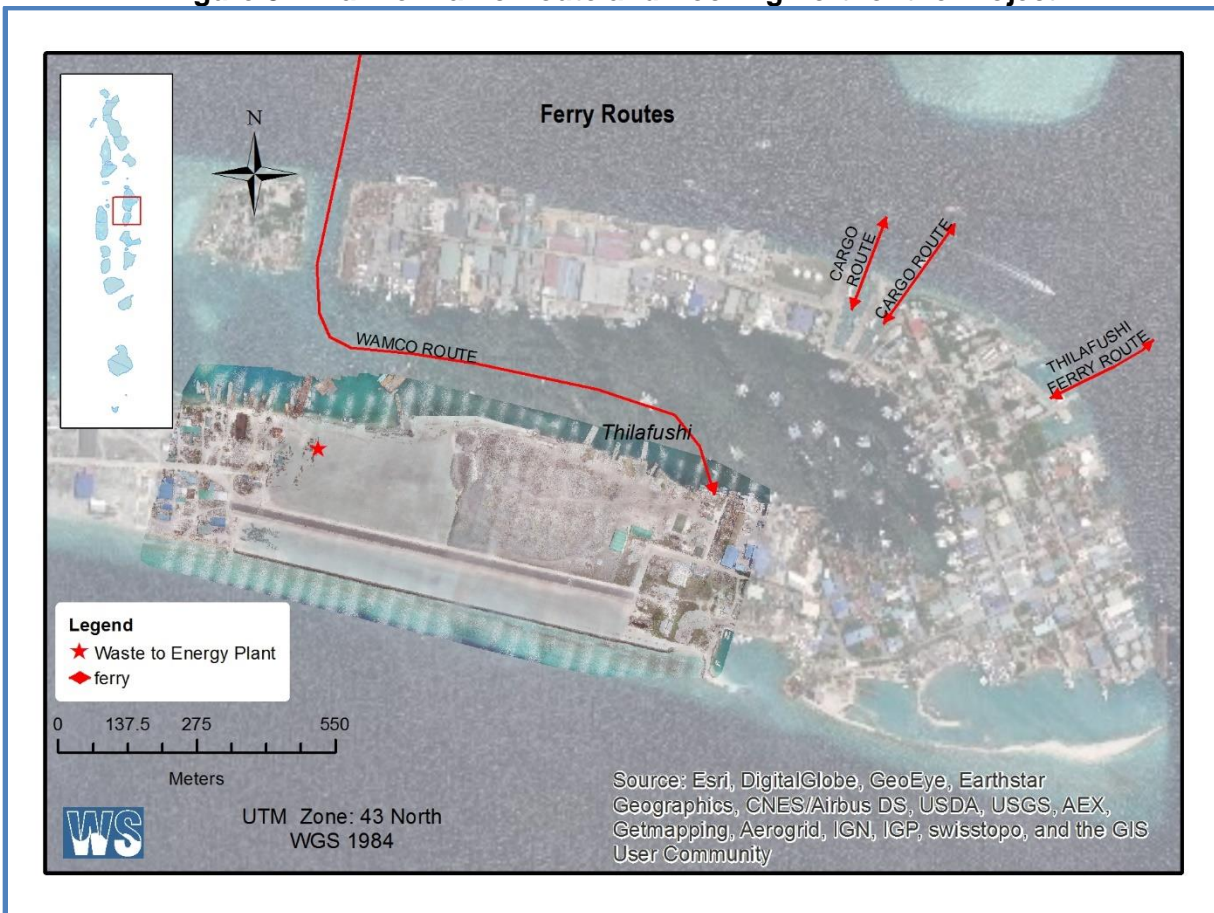 Ferry Routes
N
CARGO
ROUTE
CARGO ROUTE
THILAFUSHI
FERRY ROUTE
WAMCO ROUTE
Thilafushi
Legend
Waste to Energy Plant
ferry
0 137.5 275 550
Meters
WS
UTM Zone: 43 North
WGS 1984
Source: Esri, DigitalGlobe, GeoEye, Earthstar
Geographics, CNES/Airbus DS, USDA, USGS, AEX,
Getmapping, Aerogrid, IGN, IGP, swisstopo, and the GIS
User Community